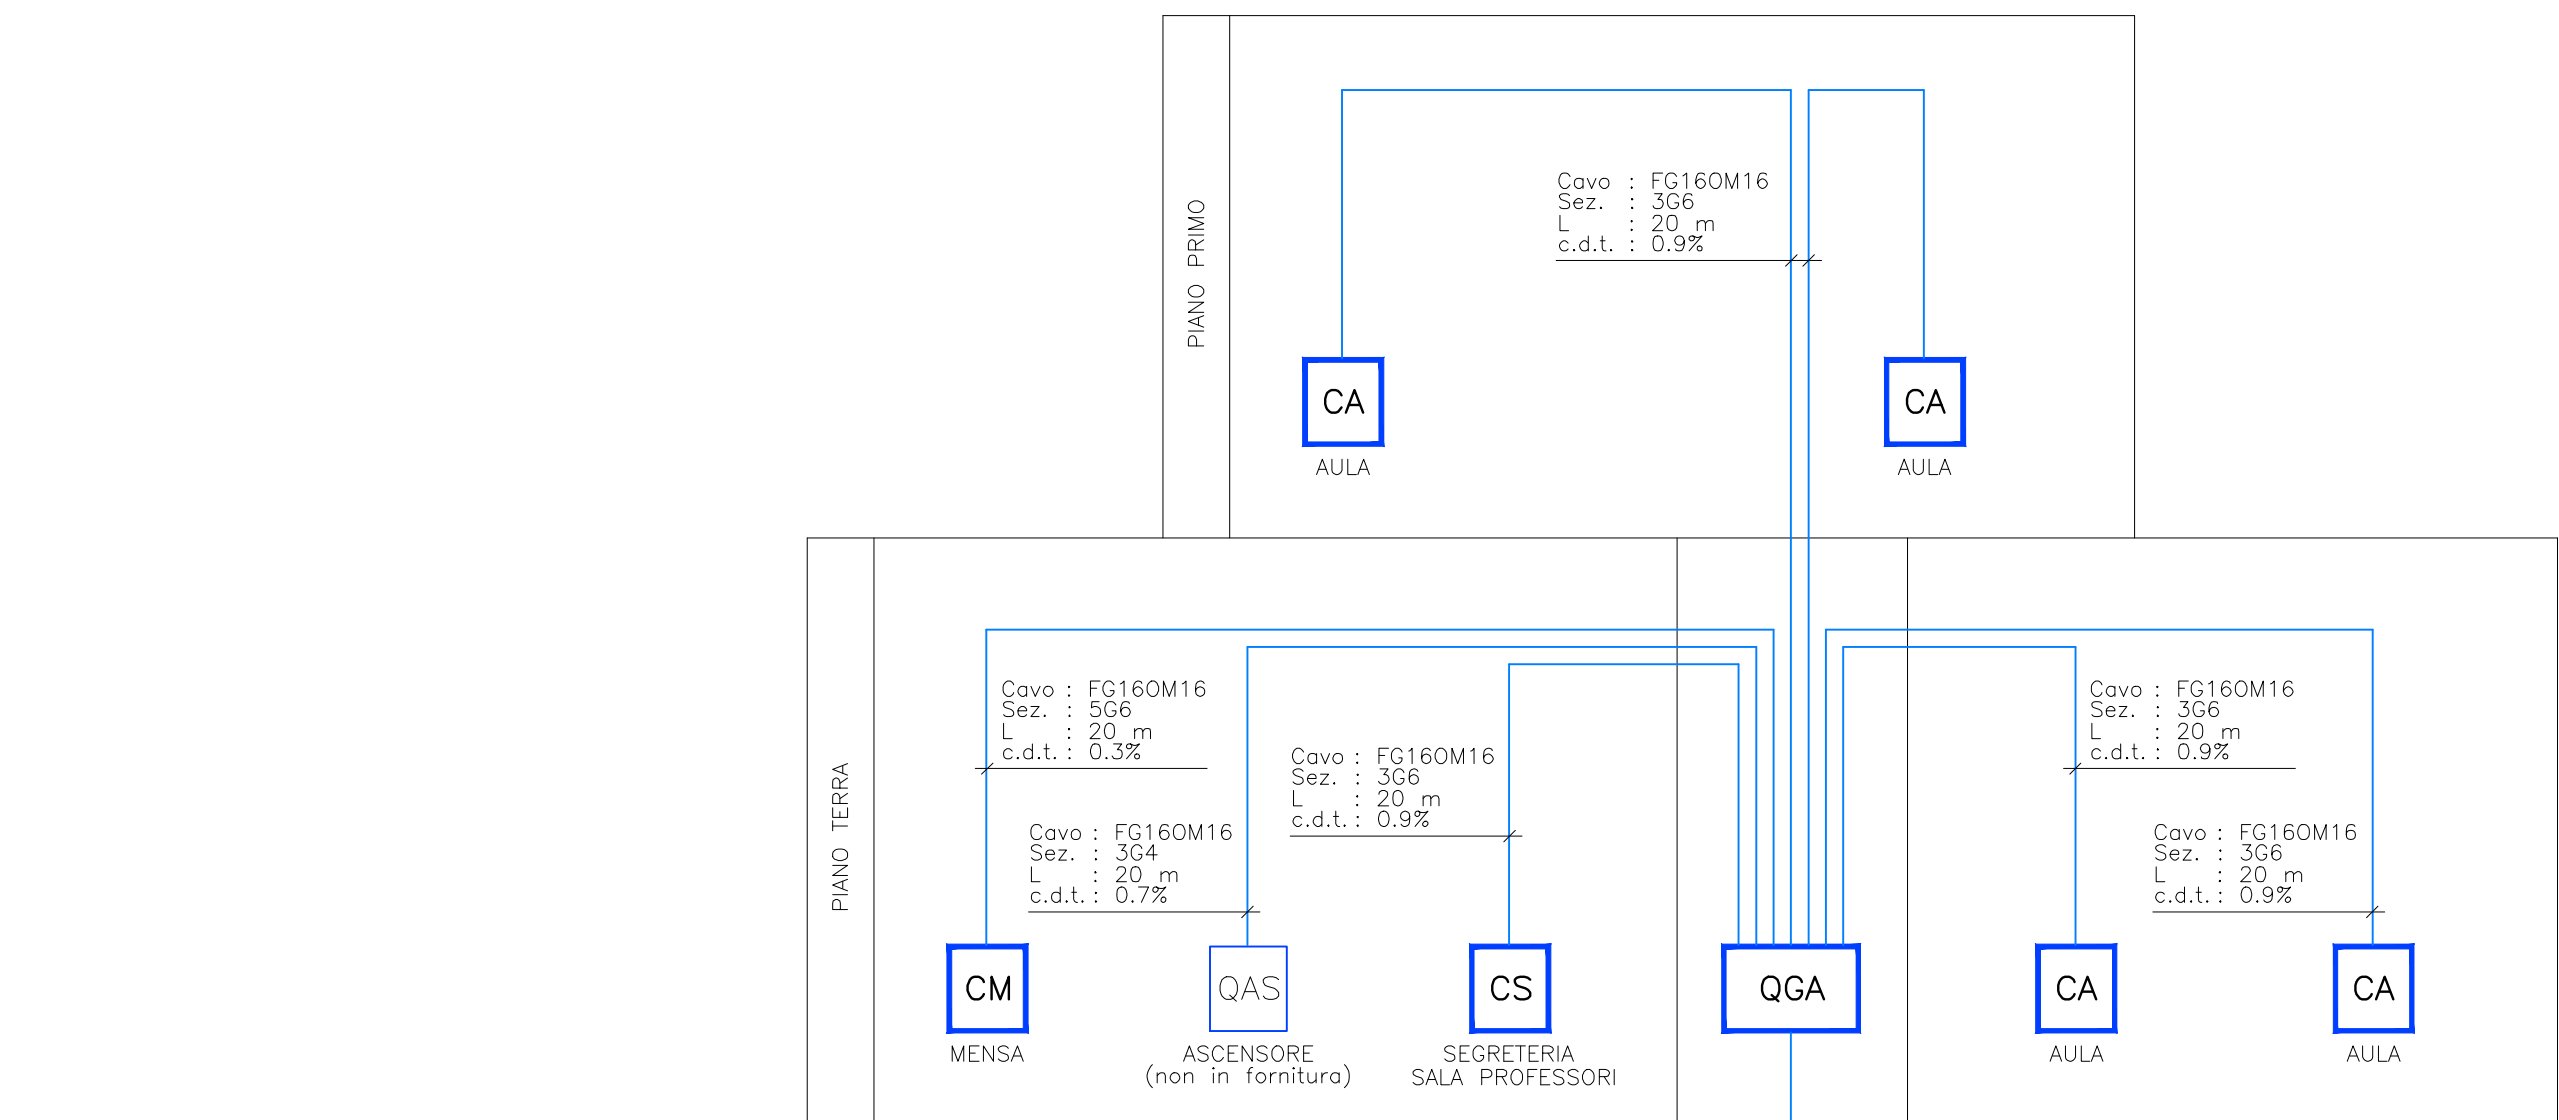 PIANO PRIMO
Cavo : FG16OM16
Sez. : 3G6
L : 20 m
c.d.t. : 0.9%
CA
AULA
CA
AULA
PIANO TERRA
Cavo : FG16OM16
Sez. : 5G6
L : 20 m
c.d.t. : 0.3%
Cavo : FG16OM16
Sez. : 3G4
L : 20 m
c.d.t. : 0.7%
Cavo : FG16OM16
Sez. : 3G6
L : 20 m
c.d.t. : 0.9%
Cavo : FG16OM16
Sez. : 3G6
L : 20 m
c.d.t. : 0.9%
Cavo : FG16OM16
Sez. : 3G6
L : 20 m
c.d.t. : 0.9%
CM
MENSA
QAS
ASCENSORE
(non in fornitura)
CS
SEGRETERIA
SALA PROFESSORI
QGA
CA
AULA
CA
AULA